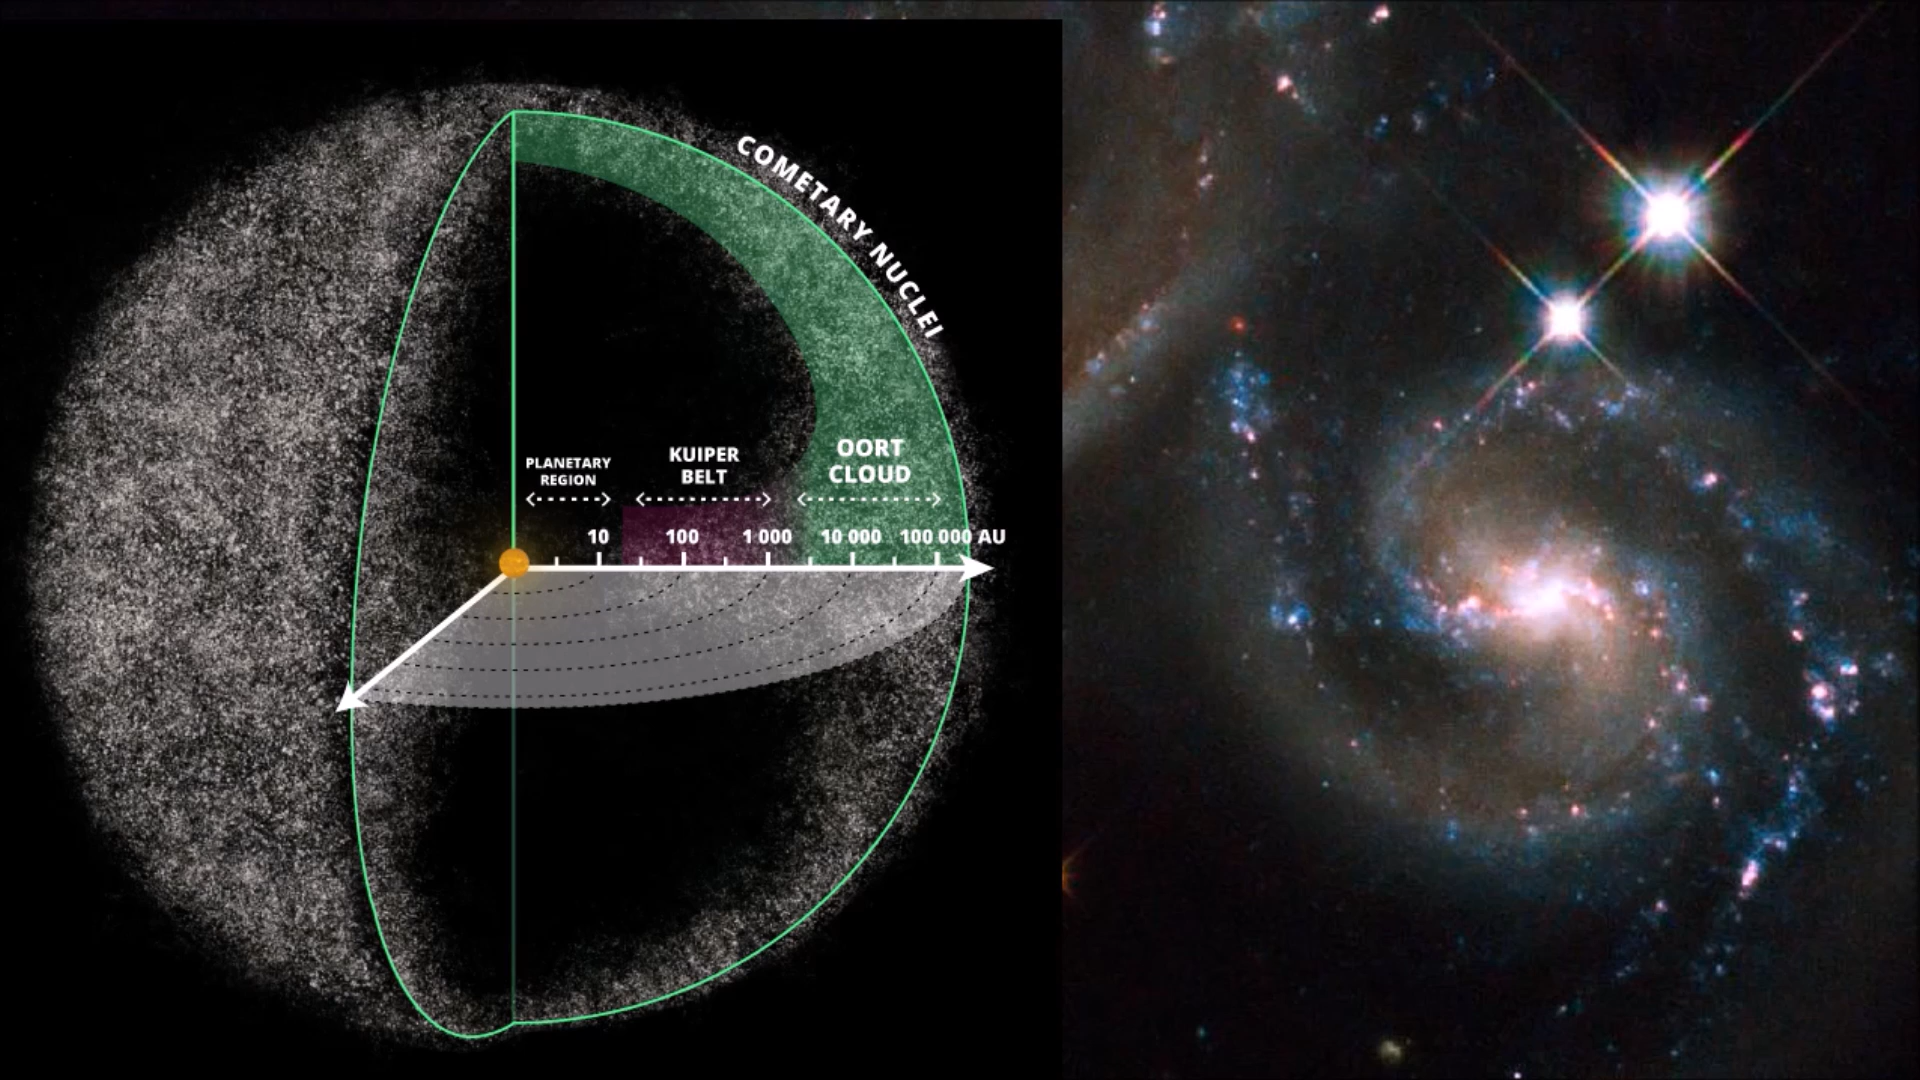 COMETARY NUCLEI
PLANETARY
REGION
KUIPER
BELT
OORT
CLOUD
10
100
1 000
10 000
100 000 AU